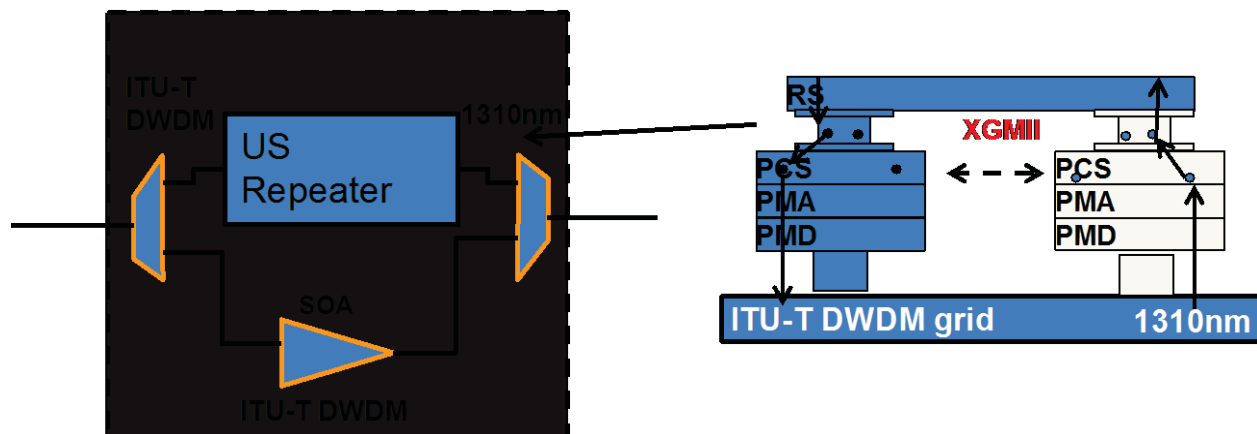 ITU-T
DWDM
1310nm
US
Repeater
SOA
ITU-T DWDM
RS
XGMII
PCS
PMA
PMD
PCS
PMA
PMD
ITU-T DWDM grid
1310nm